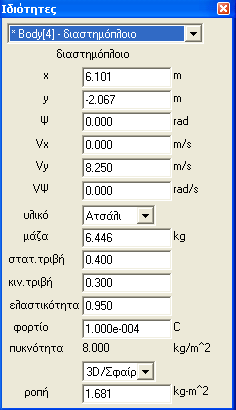 Ιδιότητες
* Body[4] - διαστημόπλοιο
διαστημόπλοιο
x 6.101 m
y -2.067 m
Ψ 0.000 rad
Vx 0.000 m/s
Vy 8.250 m/s
VΨ 0.000 rad/s
υλικό Ατσάλι
μάζα 6.446 kg
στατ.τριβή 0.400
κιν.τριβή 0.300
ελαστικότητα 0.950
φορτίο 1.000e-004 C
πυκνότητα 8.000 kg/m^2
3D/Σφαίρ
ροπή 1.681 kg-m^2